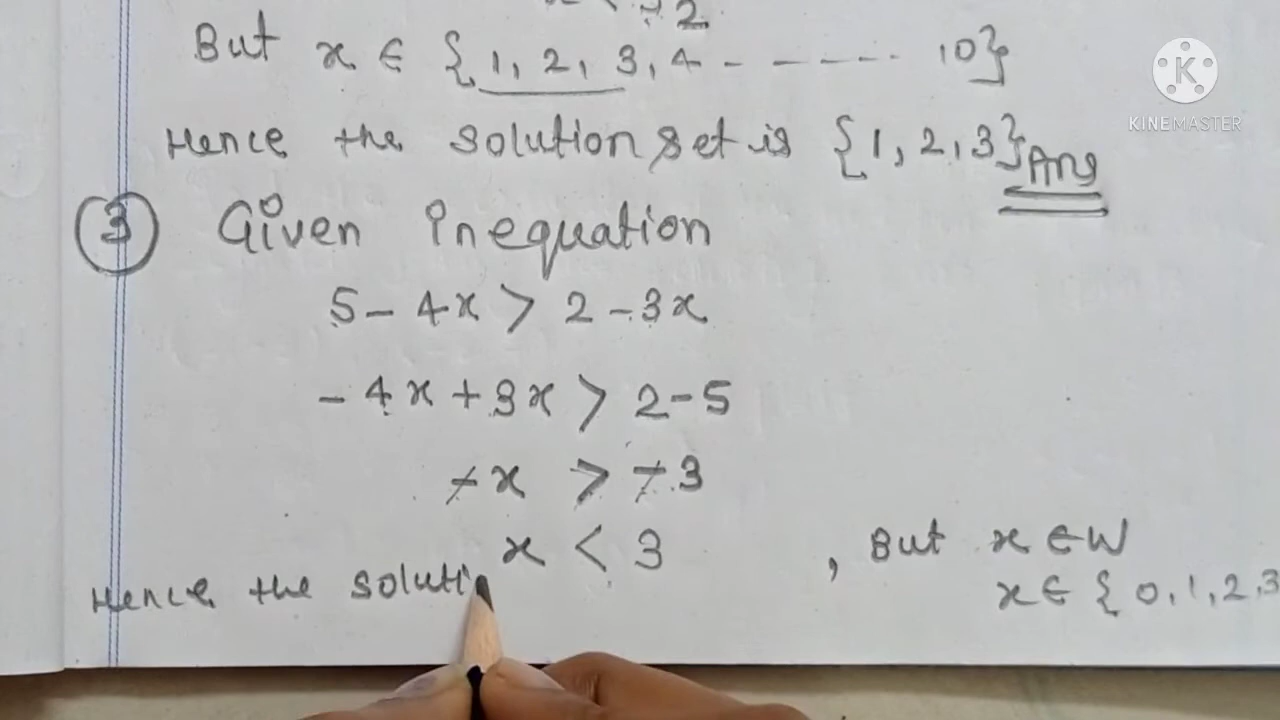 2
But x ∈ {1, 2, 3, 4 - - - - - - 10}
Hence the solution set is {1, 2, 3} Ans
3 Given inequation
5 - 4x > 2 - 3x
- 4x + 3x > 2 - 5
-x > -3
x < 3 , But x ∈ W
x ∈ { 0, 1, 2, 3
Hence the soluti
K
KINEMASTER